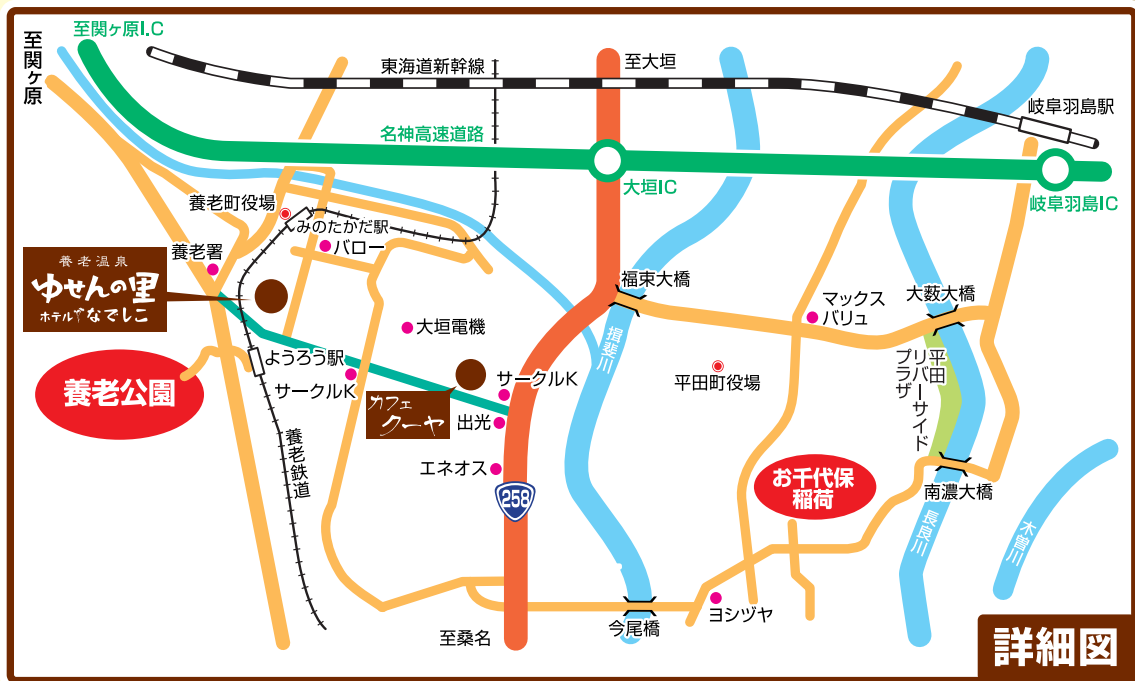 至関ヶ原I.C
至関ヶ原
東海道新幹線
至大垣
岐阜羽島駅
名神高速道路
大垣IC
岐阜羽島IC
養老町役場
みのたかだ駅
バロー
養老署
養老温泉
ゆせんの里
ホテルなでしこ
福束大橋
マックス
バリュ
大薮大橋
大垣電機
揖斐川
ようろう駅
サークルK
サークルK
平田町役場
平田
リバーサイド
プラザ
養老公園
カフェ
クーヤ
出光
養老鉄道
エネオス
お千代保
稲荷
南濃大橋
258
長良川
木曽川
ヨシヅヤ
今尾橋
至桑名
詳細図